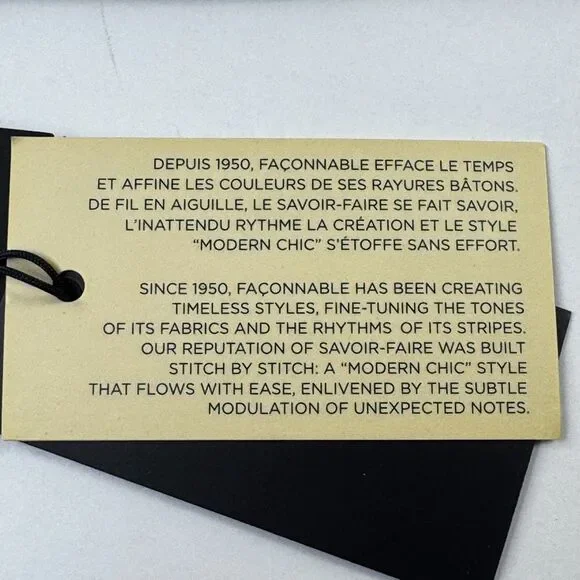 DEPUIS 1950, FAÇONNABLE EFFACE LE TEMPS
ET AFFINE LES COULEURS DE SES RAYURES BÂTONS.
DE FIL EN AIGUILLE, LE SAVOIR-FAIRE SE FAIT SAVOIR,
L'INATTENDU RYTHME LA CRÉATION ET LE STYLE
“MODERN CHIC” S'ÉTOFFE SANS EFFORT.
SINCE 1950, FAÇONNABLE HAS BEEN CREATING
TIMELESS STYLES, FINE-TUNING THE TONES
OF ITS FABRICS AND THE RHYTHMS OF ITS STRIPES.
OUR REPUTATION OF SAVOIR-FAIRE WAS BUILT
STITCH BY STITCH: A “MODERN CHIC” STYLE
THAT FLOWS WITH EASE, ENLIVENED BY THE SUBTLE
MODULATION OF UNEXPECTED NOTES.